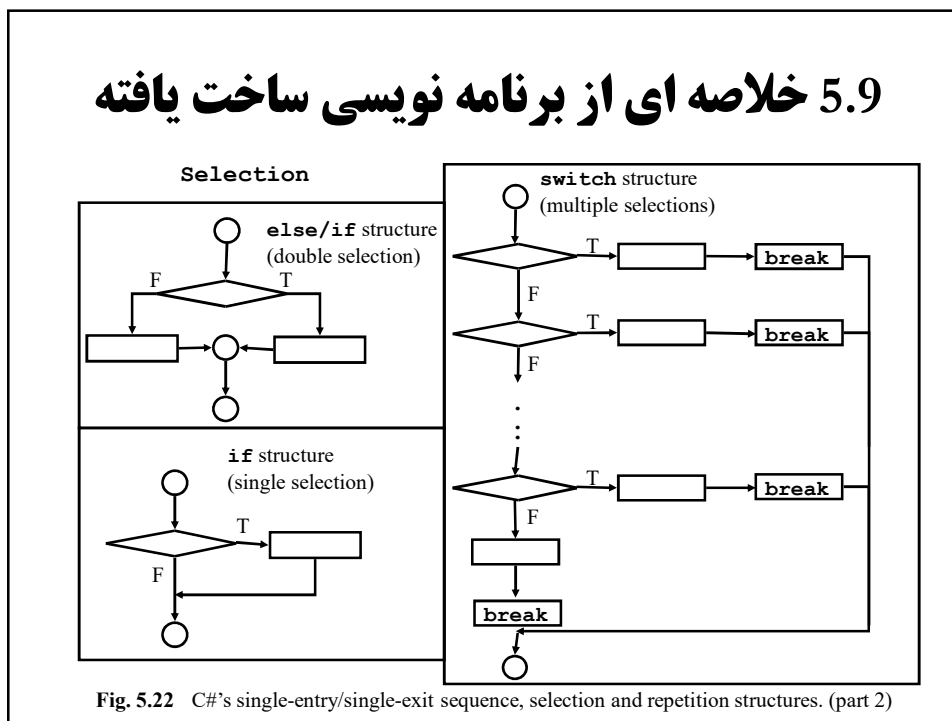 5.9 خلاصه ای از برنامه نویسی ساخت یافته
Selection
else/if structure
(double selection)
F
T
if structure
(single selection)
T
F
switch structure
(multiple selections)
T
break
F
T
break
F
.
.
.
T
break
F
break
Fig. 5.22 C#'s single-entry/single-exit sequence, selection and repetition structures. (part 2)